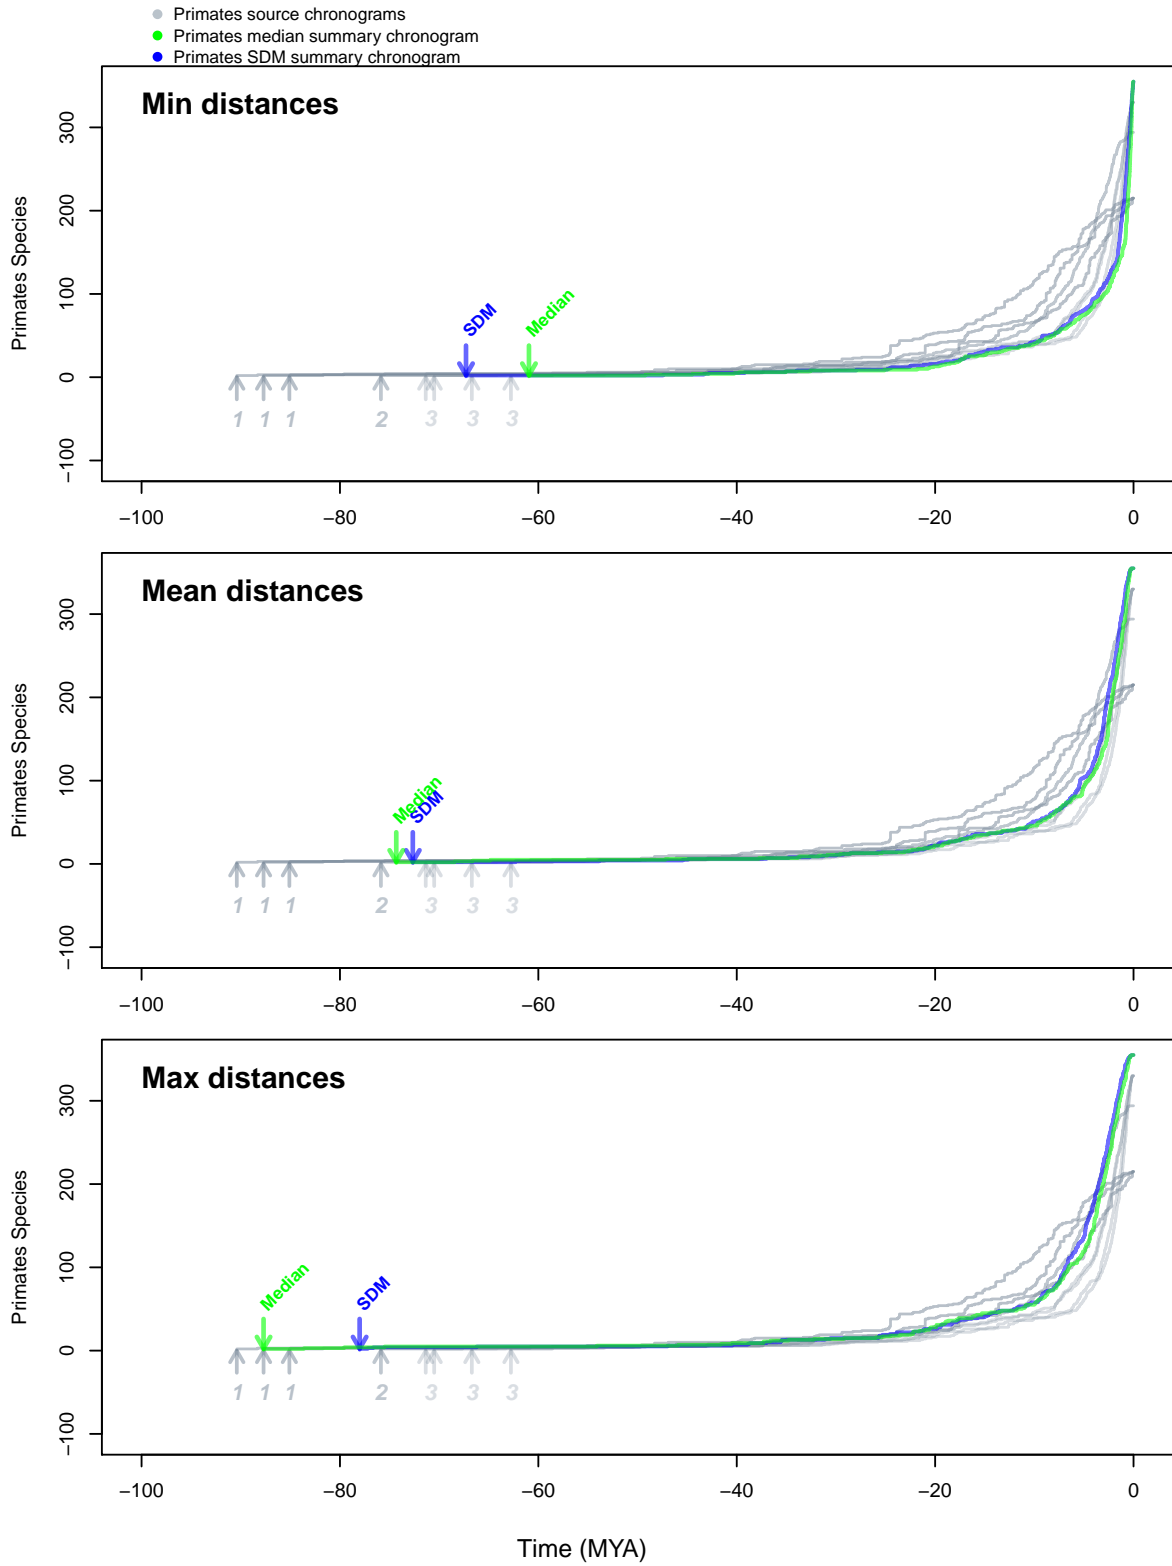 Primates source chronograms
Primates median summary chronogram
Primates SDM summary chronogram
Min distances
Primates Species
300
200
100
0
−100
SDM
Median
1 1 1 2 3 3 3
−100 −80 −60 −40 −20 0
Mean distances
Primates Species
300
200
100
0
−100
Median
SDM
1 1 1 2 3 3 3
−100 −80 −60 −40 −20 0
Max distances
Primates Species
300
200
100
0
−100
Median
SDM
1 1 1 2 3 3 3
−100 −80 −60 −40 −20 0
Time (MYA)